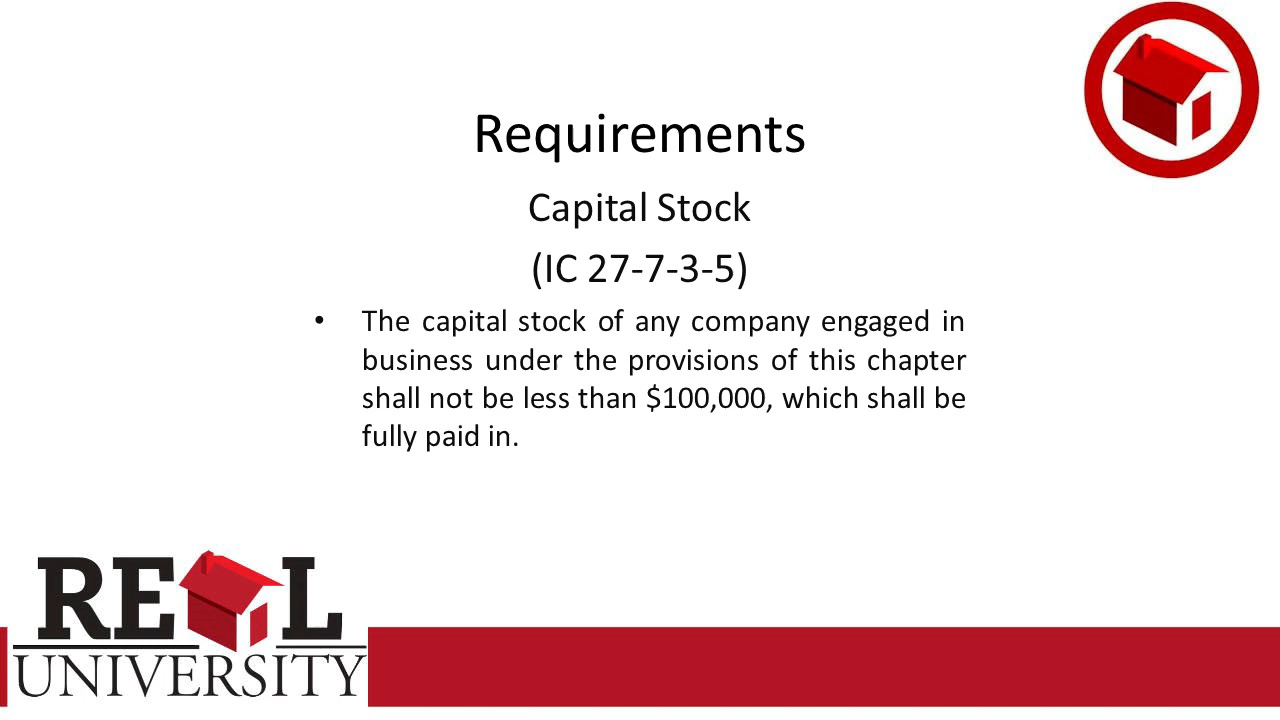 Requirements
Capital Stock
(IC 27-7-3-5)
• The capital stock of any company engaged in
business under the provisions of this chapter
shall not be less than $100,000, which shall be
fully paid in.
REAL
UNIVERSITY